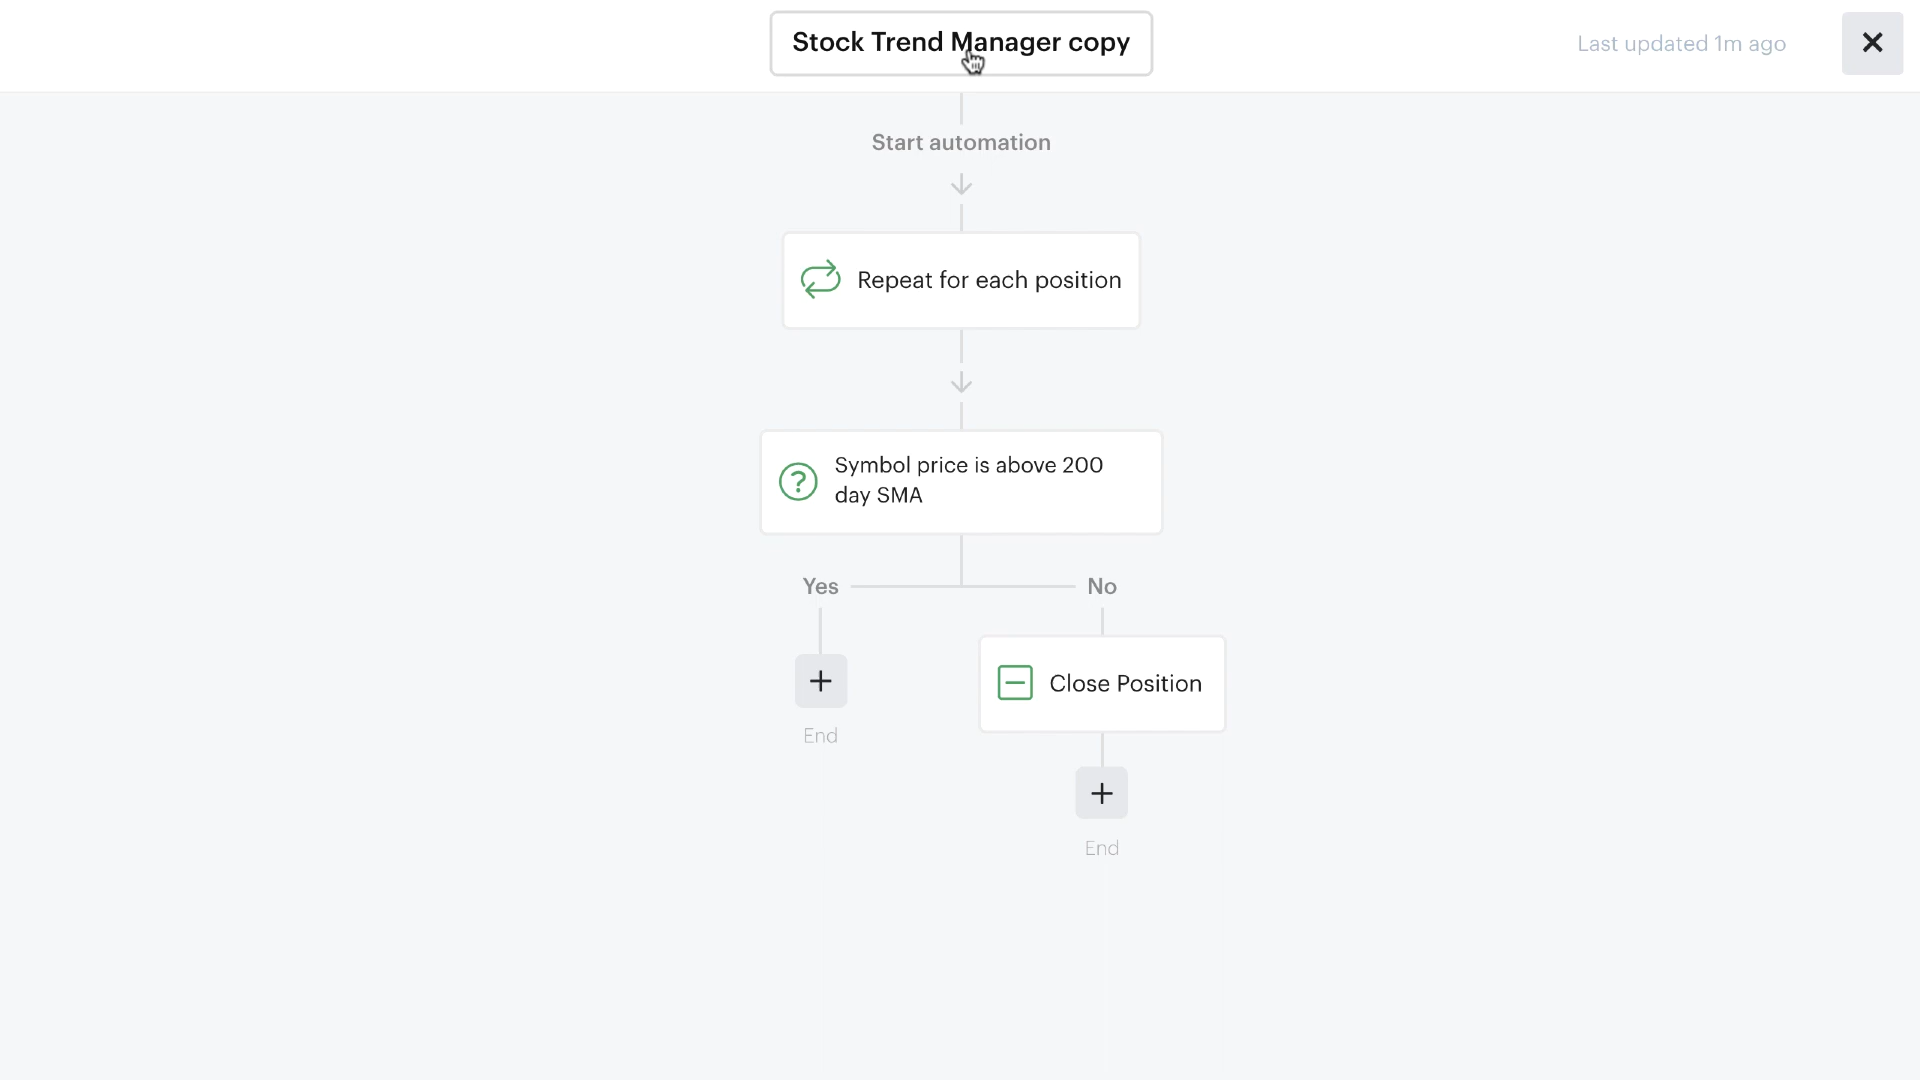 Stock Trend Manager copy
Last updated 1m ago
Start automation
Repeat for each position
Symbol price is above 200
day SMA
Yes
No
Close Position
End
End